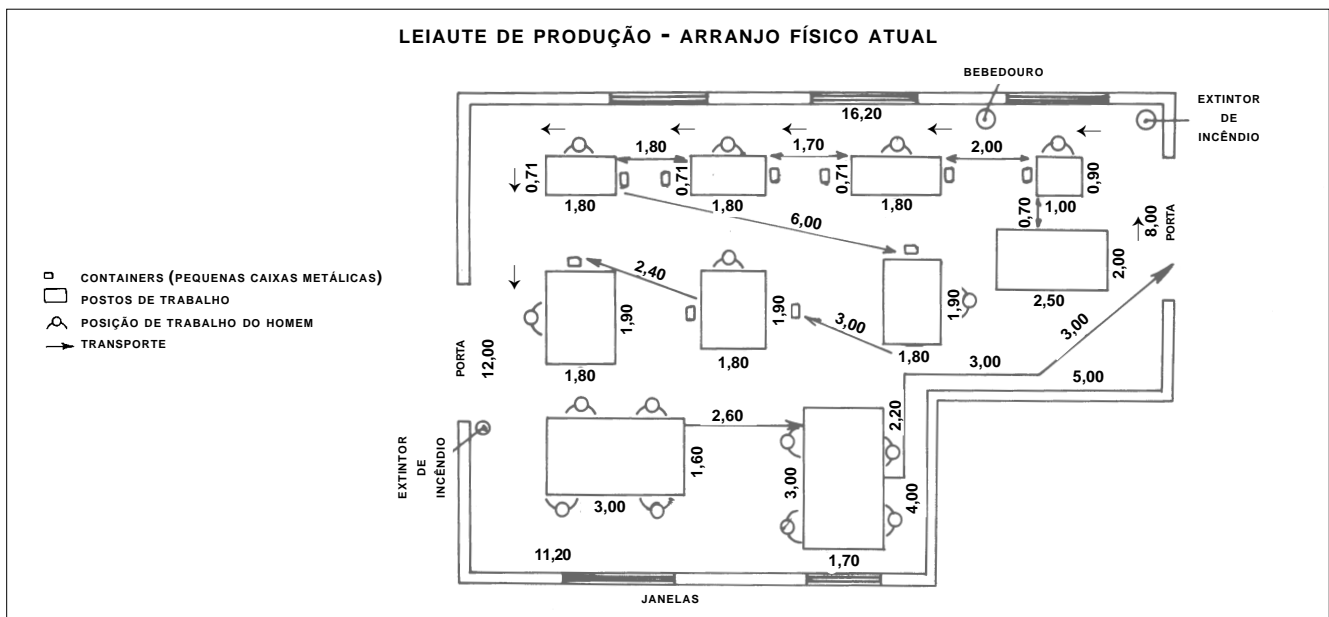 LEIAUTE DE PRODUÇÃO - ARRANJO FÍSICO ATUAL
BEBEDOURO
EXTINTOR
DE
INCÊNDIO
16,20
1,80
1,70
2,00
0,71
0,71
0,71
0,90
1,80
1,80
1,80
1,00
0,70
8,00
PORTA
6,00
2,00
2,50
CONTAINERS (PEQUENAS CAIXAS METÁLICAS)
POSTOS DE TRABALHO
POSIÇÃO DE TRABALHO DO HOMEM
TRANSPORTE
2,40
1,90
1,90
1,90
3,00
3,00
PORTA
12,00
1,80
1,80
1,80
3,00
5,00
2,60
2,20
EXTINTOR
DE
INCÊNDIO
1,60
3,00
4,00
3,00
11,20
1,70
JANELAS